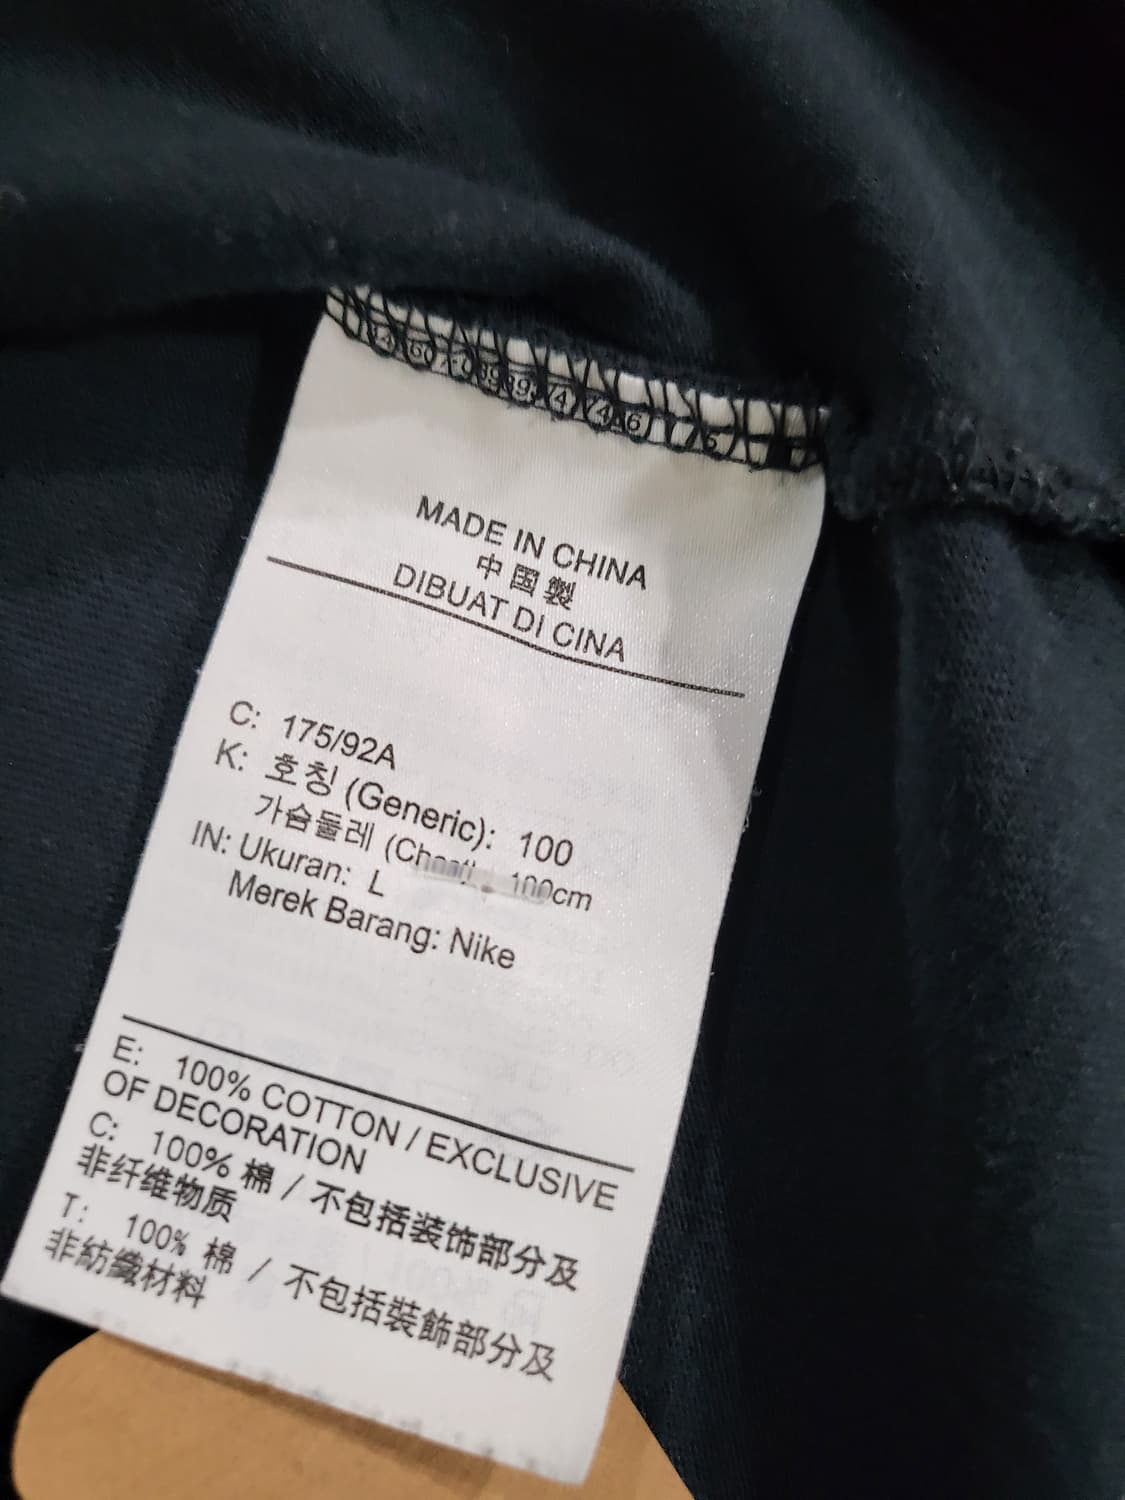 MADE IN CHINA
中国製
DIBUAT DI CINA
C: 175/92A
K: 호칭 (Generic): 100
가슴둘레 (Chest): 100cm
IN: Ukuran: L
Merek Barang: Nike
E: 100% COTTON / EXCLUSIVE
OF DECORATION
C: 100% 棉 / 不包括装饰部分及
非纤维物质
T: 100% 棉 / 不包括裝飾部分及
非紡織材料